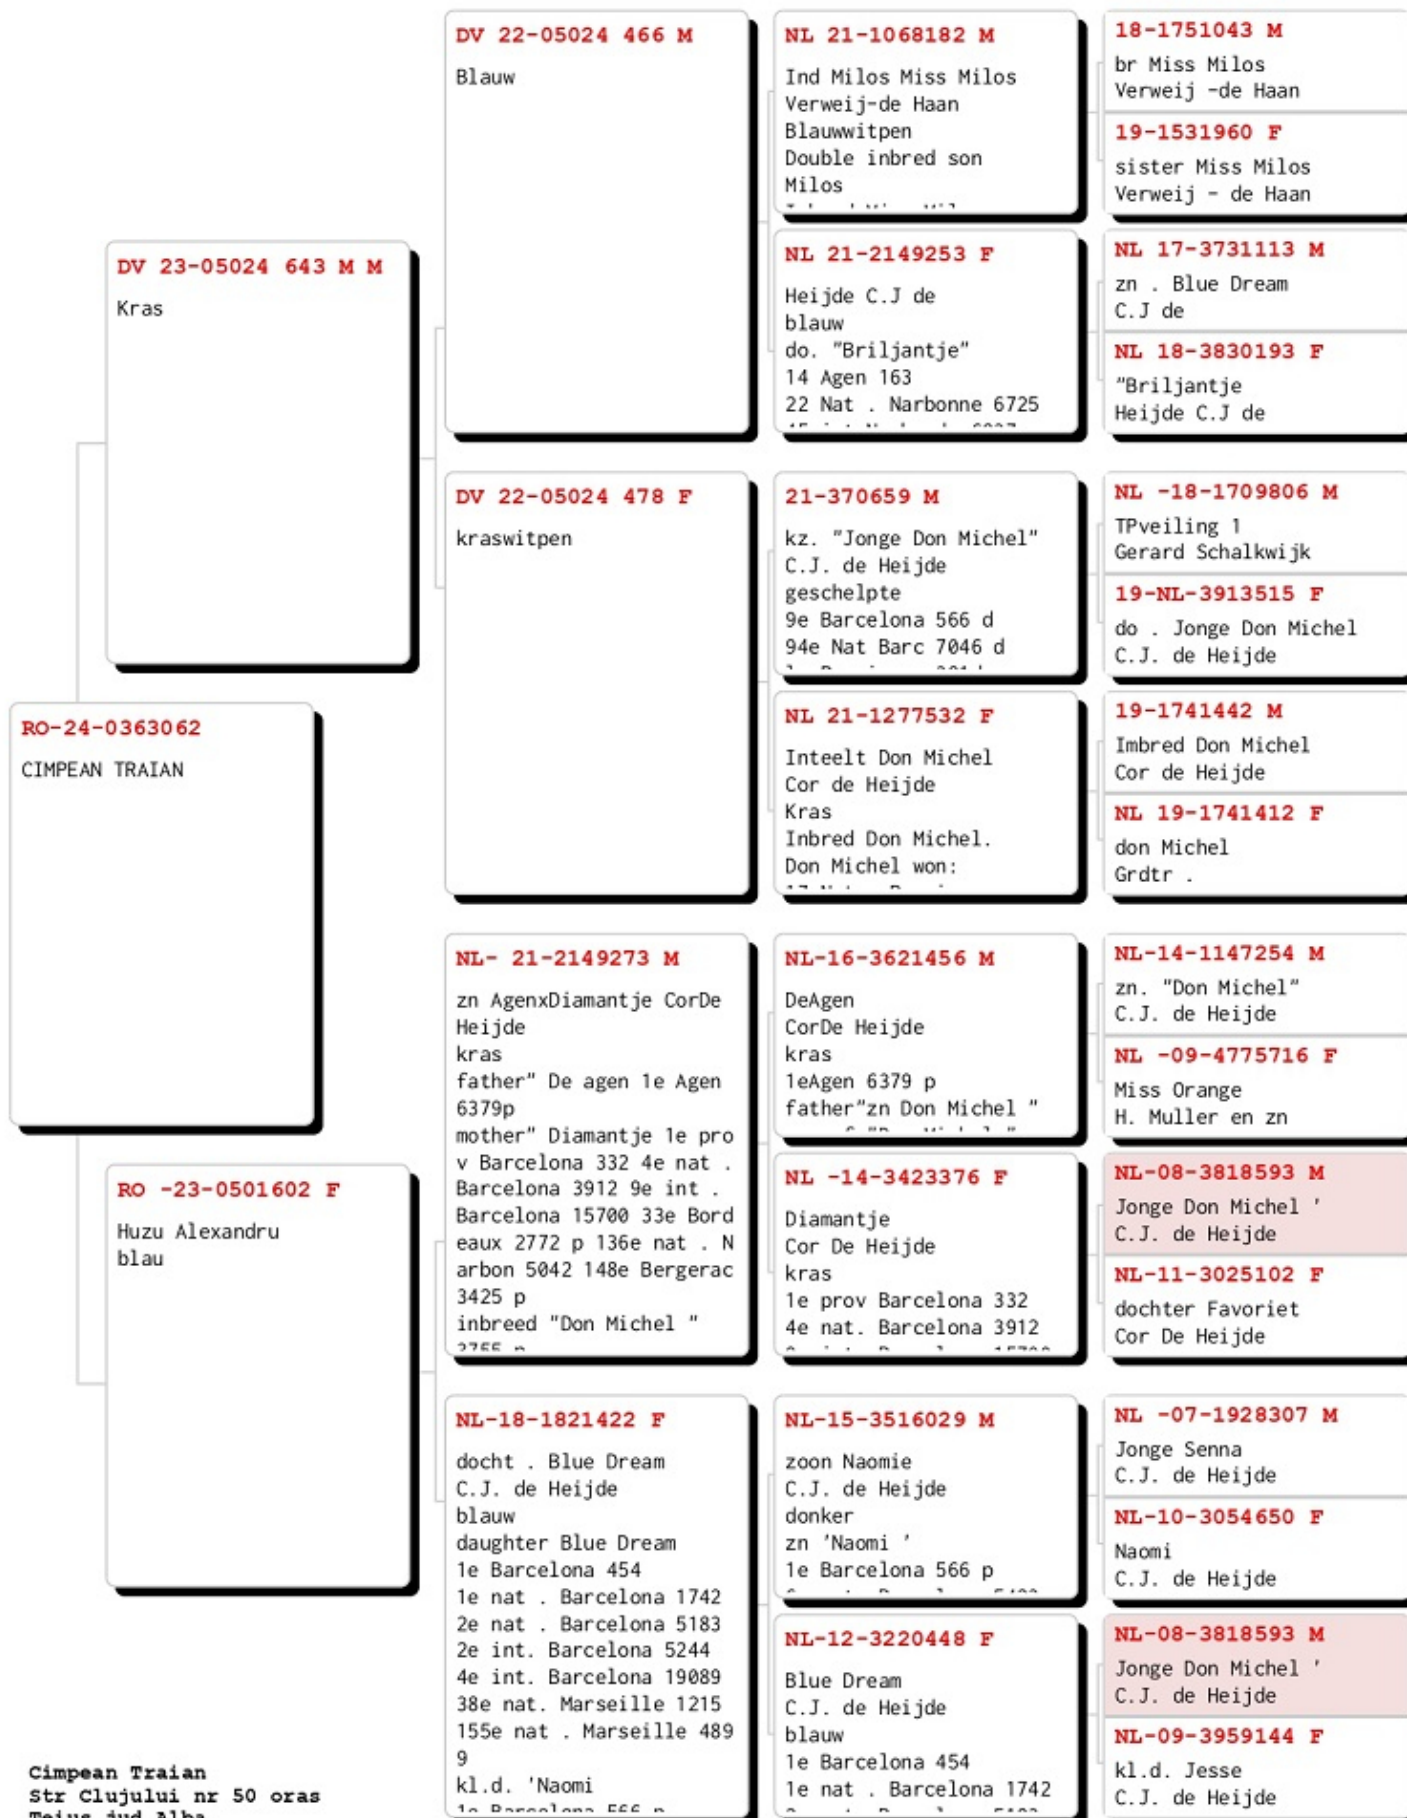 RO-24-0363062
CIMPEAN TRAIAN
DV 23-05024 643 M M
Kras
RO -23-0501602 F
Huzu Alexandru
blau
DV 22-05024 466 M
Blauw
DV 22-05024 478 F
kraswitpen
NL- 21-2149273 M
zn AgenxDiamantje CorDe
Heijde
kras
father" De agen 1e Agen
6379p
mother" Diamantje 1e pro
v Barcelona 332 4e nat .
Barcelona 3912 9e int .
Barcelona 15700 33e Bord
eaux 2772 p 136e nat . N
arbon 5042 148e Bergerac
3425 p
inbreed "Don Michel "
NL-18-1821422 F
docht . Blue Dream
C.J. de Heijde
blauw
daughter Blue Dream
1e Barcelona 454
1e nat . Barcelona 1742
2e nat . Barcelona 5183
2e int. Barcelona 5244
4e int. Barcelona 19089
38e nat. Marseille 1215
155e nat . Marseille 489
9
kl.d. 'Naomi
NL 21-1068182 M
Ind Milos Miss Milos
Verweij-de Haan
Blauwwitpen
Double inbred son
Milos
NL 21-2149253 F
Heijde C.J de
blauw
do. "Briljantje"
14 Agen 163
22 Nat . Narbonne 6725
21-370659 M
kz. "Jonge Don Michel"
C.J. de Heijde
geschelpte
9e Barcelona 566 d
94e Nat Barc 7046 d
NL 21-1277532 F
Inteelt Don Michel
Cor de Heijde
Kras
Inbred Don Michel.
Don Michel won:
NL-16-3621456 M
DeAgen
CorDe Heijde
kras
1eAgen 6379 p
father"zn Don Michel "
NL -14-3423376 F
Diamantje
Cor De Heijde
kras
1e prov Barcelona 332
4e nat. Barcelona 3912
NL-15-3516029 M
zoon Naomie
C.J. de Heijde
donker
zn 'Naomi '
1e Barcelona 566 p
NL-12-3220448 F
Blue Dream
C.J. de Heijde
blauw
1e Barcelona 454
1e nat . Barcelona 1742
18-1751043 M
br Miss Milos
Verweij -de Haan
19-1531960 F
sister Miss Milos
Verweij - de Haan
NL 17-3731113 M
zn . Blue Dream
C.J de
NL 18-3830193 F
"Briljantje
Heijde C.J de
NL -18-1709806 M
TPveiling 1
Gerard Schalkwijk
19-NL-3913515 F
do . Jonge Don Michel
C.J. de Heijde
19-1741442 M
Imbred Don Michel
Cor de Heijde
NL 19-1741412 F
don Michel
Grdtr .
NL-14-1147254 M
zn. "Don Michel"
C.J. de Heijde
NL -09-4775716 F
Miss Orange
H. Muller en zn
NL-08-3818593 M
Jonge Don Michel '
C.J. de Heijde
NL-11-3025102 F
dochter Favoriet
Cor De Heijde
NL -07-1928307 M
Jonge Senna
C.J. de Heijde
NL-10-3054650 F
Naomi
C.J. de Heijde
NL-08-3818593 M
Jonge Don Michel '
C.J. de Heijde
NL-09-3959144 F
kl.d. Jesse
C.J. de Heijde
Cimpean Traian
Str Clujului nr 50 oras
Teius jud Alba